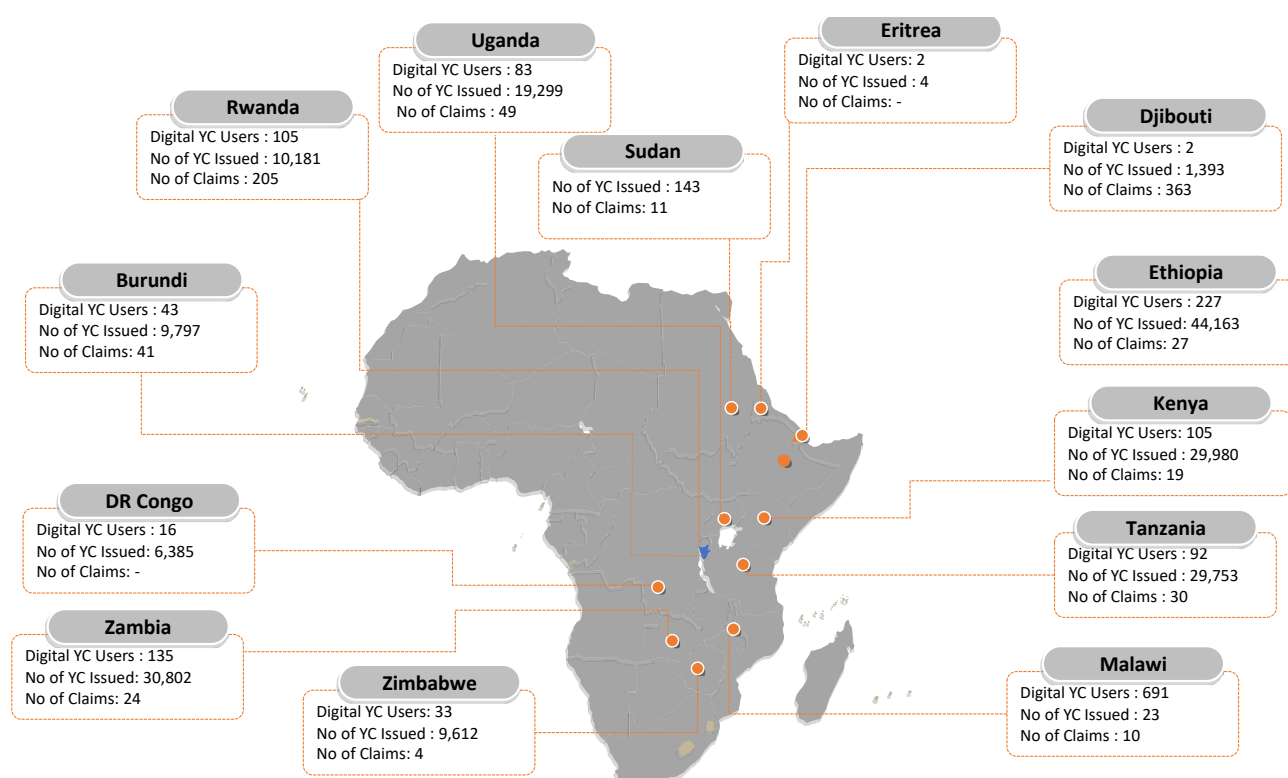 Uganda
Digital YC Users : 83
No of YC Issued : 19,299
No of Claims : 49
Eritrea
Digital YC Users: 2
No of YC Issued : 4
No of Claims: -
Rwanda
Digital YC Users : 105
No of YC Issued : 10,181
No of Claims : 205
Sudan
No of YC Issued : 143
No of Claims: 11
Djibouti
Digital YC Users : 2
No of YC Issued : 1,393
No of Claims : 363
Burundi
Digital YC Users : 43
No of YC Issued : 9,797
No of Claims: 41
Ethiopia
Digital YC Users : 227
No of YC Issued: 44,163
No of Claims : 27
Kenya
Digital YC Users: 105
No of YC Issued : 29,980
No of Claims: 19
DR Congo
Digital YC Users : 16
No of YC Issued: 6,385
No of Claims: -
Tanzania
Digital YC Users : 92
No of YC Issued : 29,753
No of Claims : 30
Zambia
Digital YC Users : 135
No of YC Issued: 30,802
No of Claims: 24
Zimbabwe
Digital YC Users: 33
No of YC Issued : 9,612
No of Claims : 4
Malawi
Digital YC Users : 691
No of YC Issued : 23
No of Claims : 10